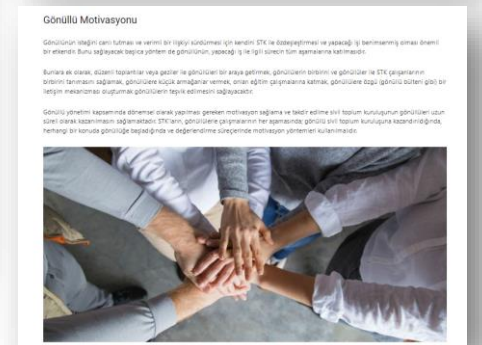 Gönüllü Motivasyonu
Gönüllünün isteğini canlı tutması ve verimli bir ilişkiyi sürdürmesi için kendini STK ile özdeşleştirmesi ve yapacağı işi benimsemiş olması önemli
bir etkendir. Bunu sağlayacak başlıca yöntem de gönüllünün, yapacağı iş ile ilgili sürecin tüm aşamalarına katılmasıdır.
Bunlara ek olarak, düzenli toplantılar veya geziler ile gönüllüleri bir araya getirmek, gönüllülerin birbirini ve gönüllüler ile STK çalışanlarının
birbirini tanımasını sağlamak, gönüllülere küçük armağanlar vermek, onları eğitim çalışmalarına katmak, gönüllülere özgü (gönüllü bülteni gibi) bir
iletişim mekanizması oluşturmak gönüllülerin teşvik edilmesini sağlayacaktır.
Gönüllü yönetimi kapsamında dönemsel olarak yapılması gereken motivasyon sağlama ve takdir edilme sivil toplum kuruluşunun gönüllüleri uzun
süreli olarak kazanılmasını sağlamaktadır. STK'ların, gönüllülerle çalışmalarının her aşamasında; gönüllü sivil toplum kuruluşuna kazandırıldığında,
herhangi bir konuda gönüllüğe başladığında ve değerlendirme süreçlerinde motivasyon yöntemleri kullanılmalıdır.